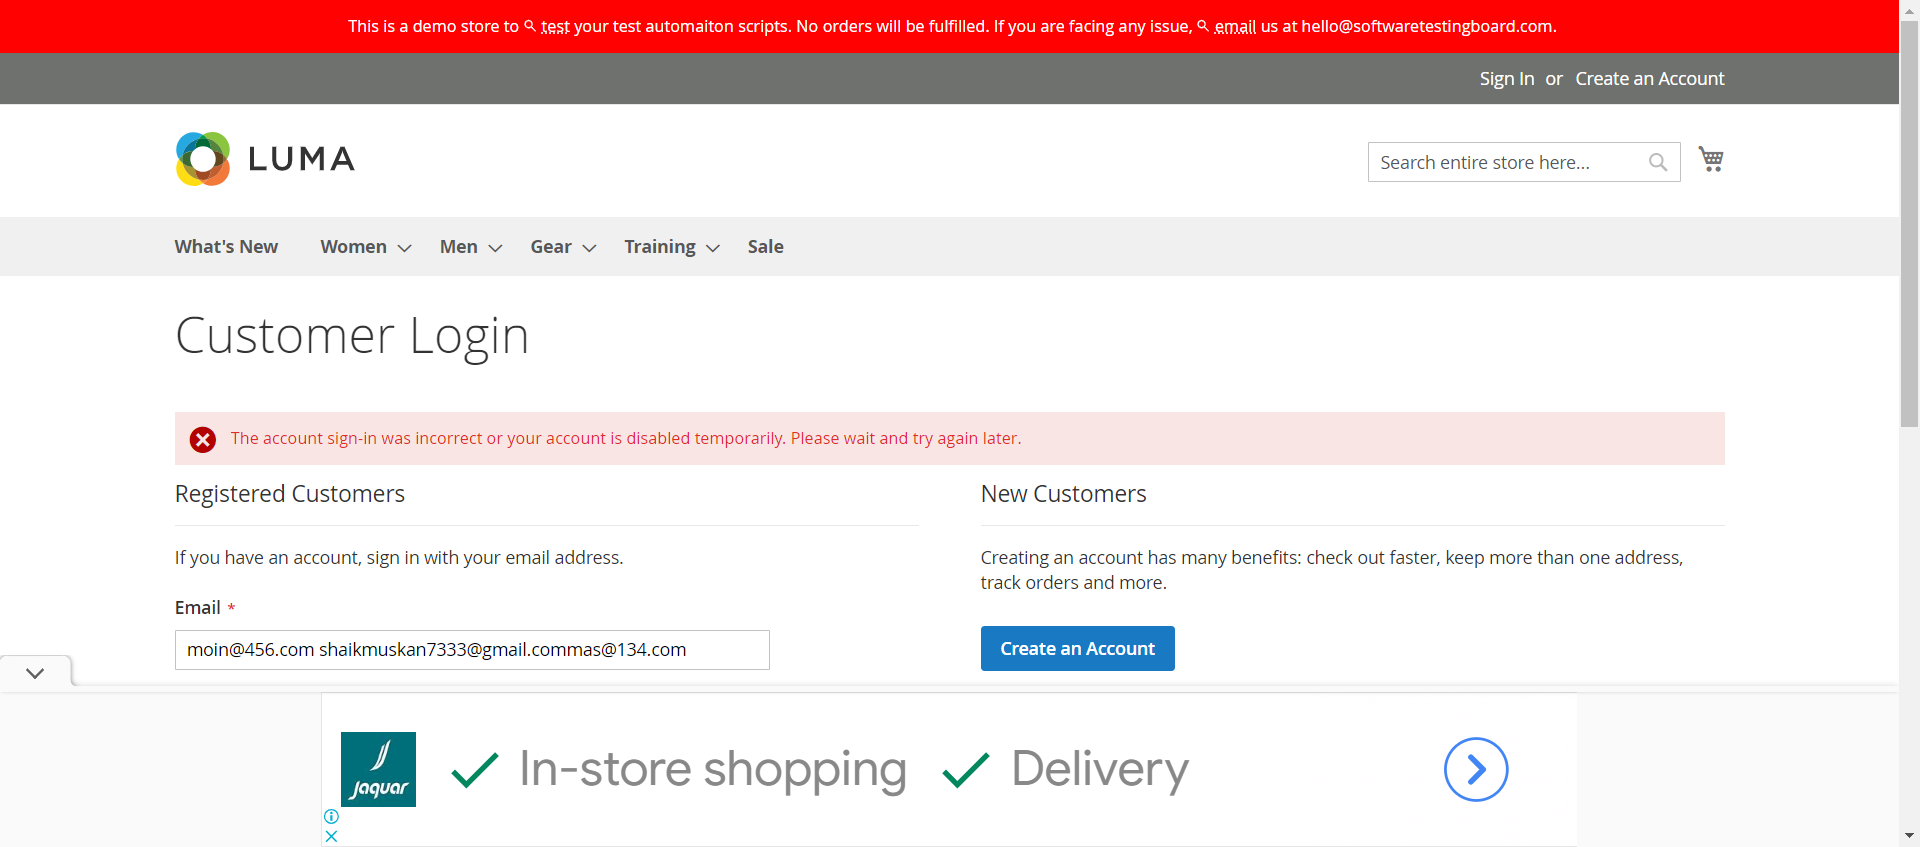 This is a demo store to test your test automaiton scripts. No orders will be fulfilled. If you are facing any issue, email us at hello@softwaretestingboard.com.
Sign In or Create an Account
LUMA
Search entire store here...
What's New Women Men Gear Training Sale
Customer Login
The account sign-in was incorrect or your account is disabled temporarily. Please wait and try again later.
Registered Customers
If you have an account, sign in with your email address.
Email *
moin@456.com shaikmuskan7333@gmail.commas@134.com
New Customers
Creating an account has many benefits: check out faster, keep more than one address,
track orders and more.
Create an Account
Jaquar
In-store shopping Delivery